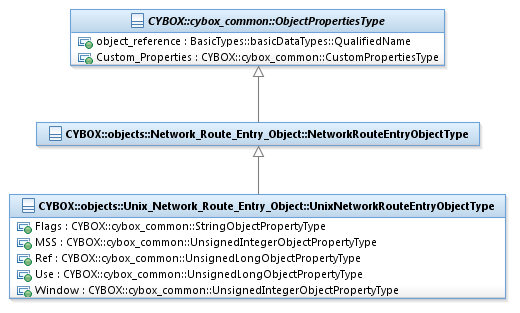 CYBOX::cybox_common::ObjectPropertiesType
object_reference : BasicTypes::basicDataTypes::QualifiedName
Custom_Properties : CYBOX::cybox_common::CustomPropertiesType
CYBOX::objects::Network_Route_Entry_Object::NetworkRouteEntryObjectType
CYBOX::objects::Unix_Network_Route_Entry_Object::UnixNetworkRouteEntryObjectType
Flags : CYBOX::cybox_common::StringObjectPropertyType
MSS : CYBOX::cybox_common::UnsignedIntegerObjectPropertyType
Ref : CYBOX::cybox_common::UnsignedLongObjectPropertyType
Use : CYBOX::cybox_common::UnsignedLongObjectPropertyType
Window : CYBOX::cybox_common::UnsignedIntegerObjectPropertyType